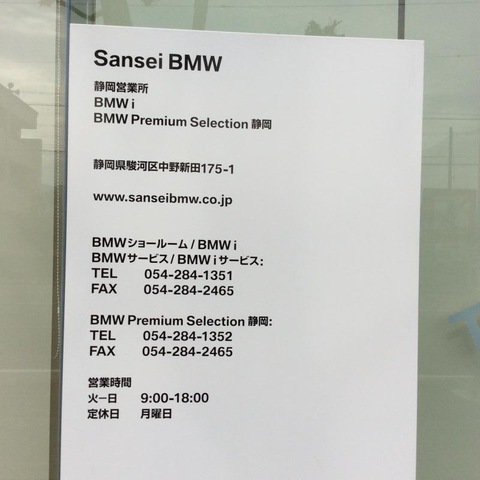 Sansei BMW
静岡営業所
BMW i
BMW Premium Selection 静岡
静岡県駿河区中野新田175-1
www.sanseibmw.co.jp
BMWショールーム / BMW i
BMWサービス / BMW iサービス:
TEL 054-284-1351
FAX 054-284-2465
BMW Premium Selection 静岡:
TEL 054-284-1352
FAX 054-284-2465
営業時間
火ー日 9:00-18:00
定休日 月曜日